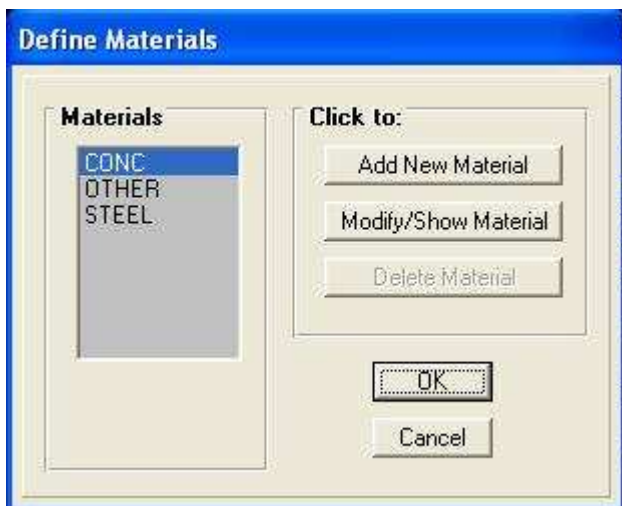 Define Materials
Materials
CONC
OTHER
STEEL
Click to:
Add New Material
Modify/Show Material
Delete Material
OK
Cancel